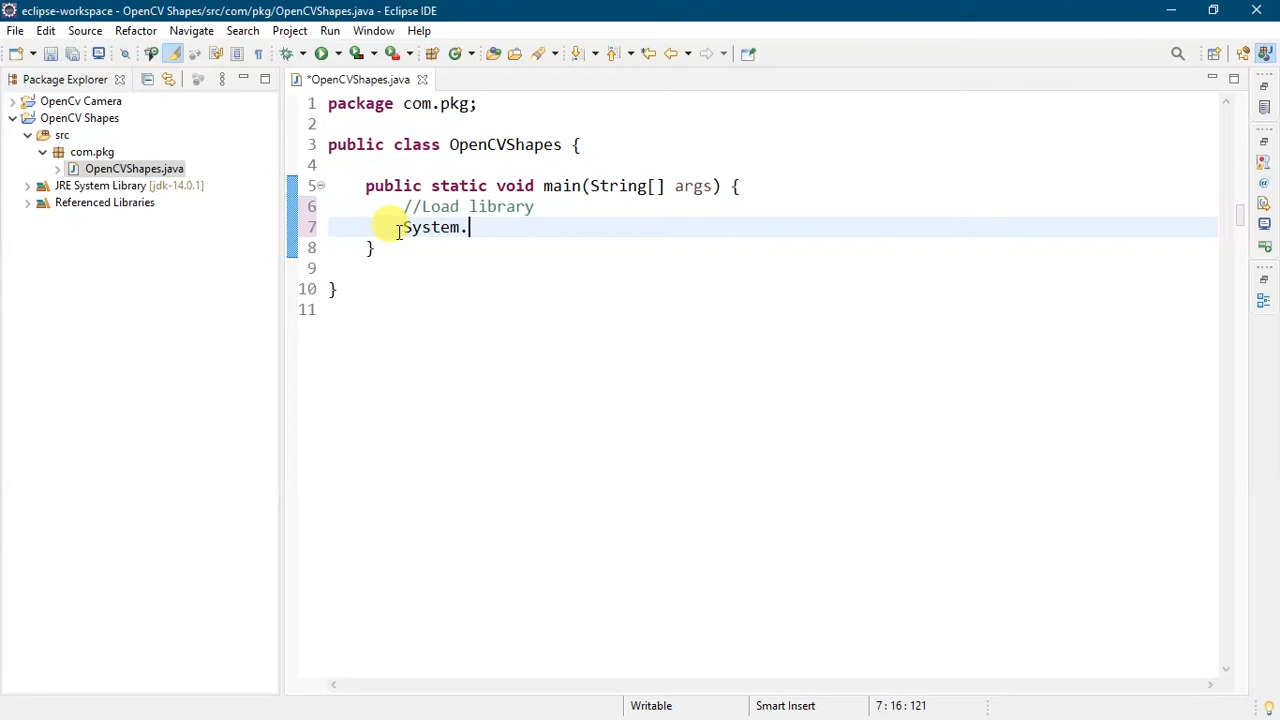 eclipse-workspace - OpenCV Shapes/src/com/pkg/OpenCVShapes.java - Eclipse IDE
File Edit Source Refactor Navigate Search Project Run Window Help
Package Explorer
*OpenCVShapes.java
OpenCv Camera
OpenCV Shapes
src
com.pkg
OpenCVShapes.java
JRE System Library [jdk-14.0.1]
Referenced Libraries
1 package com.pkg;
2
3 public class OpenCVShapes {
4
5 public static void main(String[] args) {
6 //Load library
7 System.
8 }
9
10 }
11
Writable Smart Insert 7 : 16 : 121